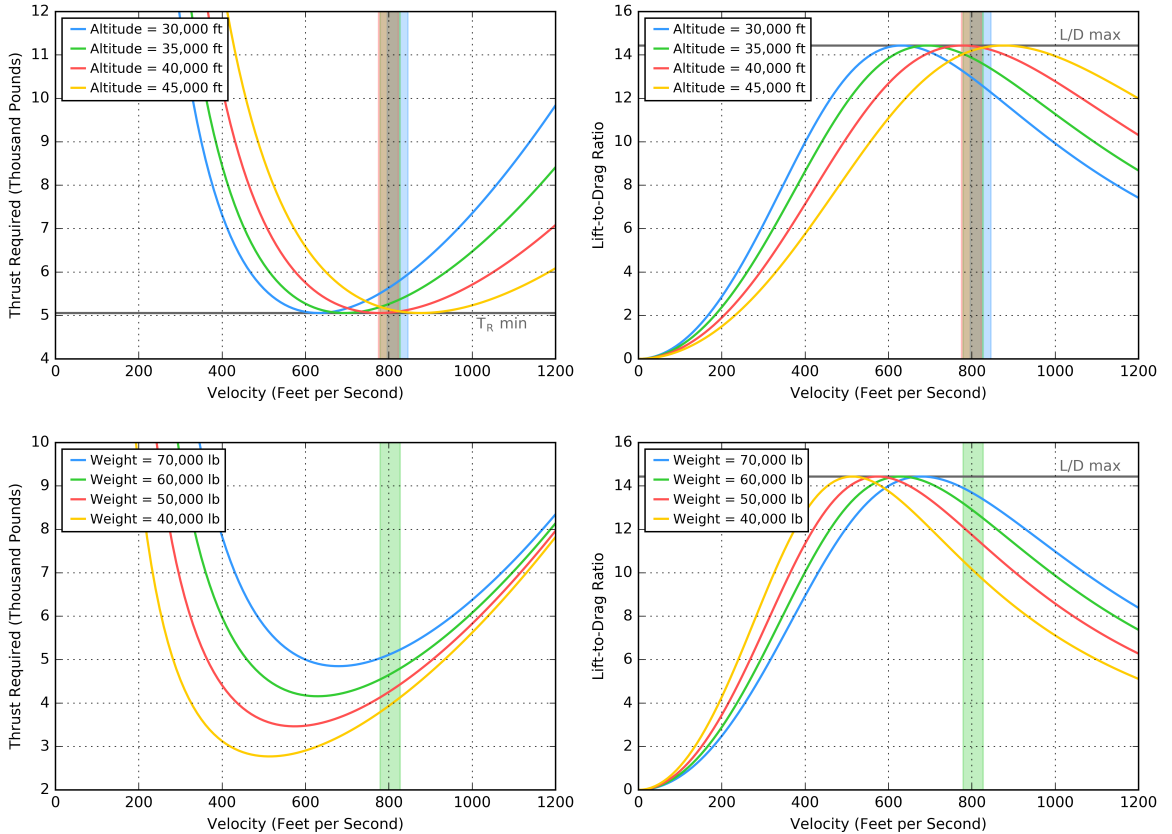 12
11
10
9
8
7
6
5
4
Thrust Required (Thousand Pounds)
Altitude = 30,000 ft
Altitude = 35,000 ft
Altitude = 40,000 ft
Altitude = 45,000 ft
TR min
0 200 400 600 800 1000 1200
Velocity (Feet per Second)
16
14
12
10
8
6
4
2
0
Lift-to-Drag Ratio
Altitude = 30,000 ft
Altitude = 35,000 ft
Altitude = 40,000 ft
Altitude = 45,000 ft
L/D max
0 200 400 600 800 1000 1200
Velocity (Feet per Second)
10
9
8
7
6
5
4
3
2
Thrust Required (Thousand Pounds)
Weight = 70,000 lb
Weight = 60,000 lb
Weight = 50,000 lb
Weight = 40,000 lb
0 200 400 600 800 1000 1200
Velocity (Feet per Second)
16
14
12
10
8
6
4
2
0
Lift-to-Drag Ratio
Weight = 70,000 lb
Weight = 60,000 lb
Weight = 50,000 lb
Weight = 40,000 lb
L/D max
0 200 400 600 800 1000 1200
Velocity (Feet per Second)